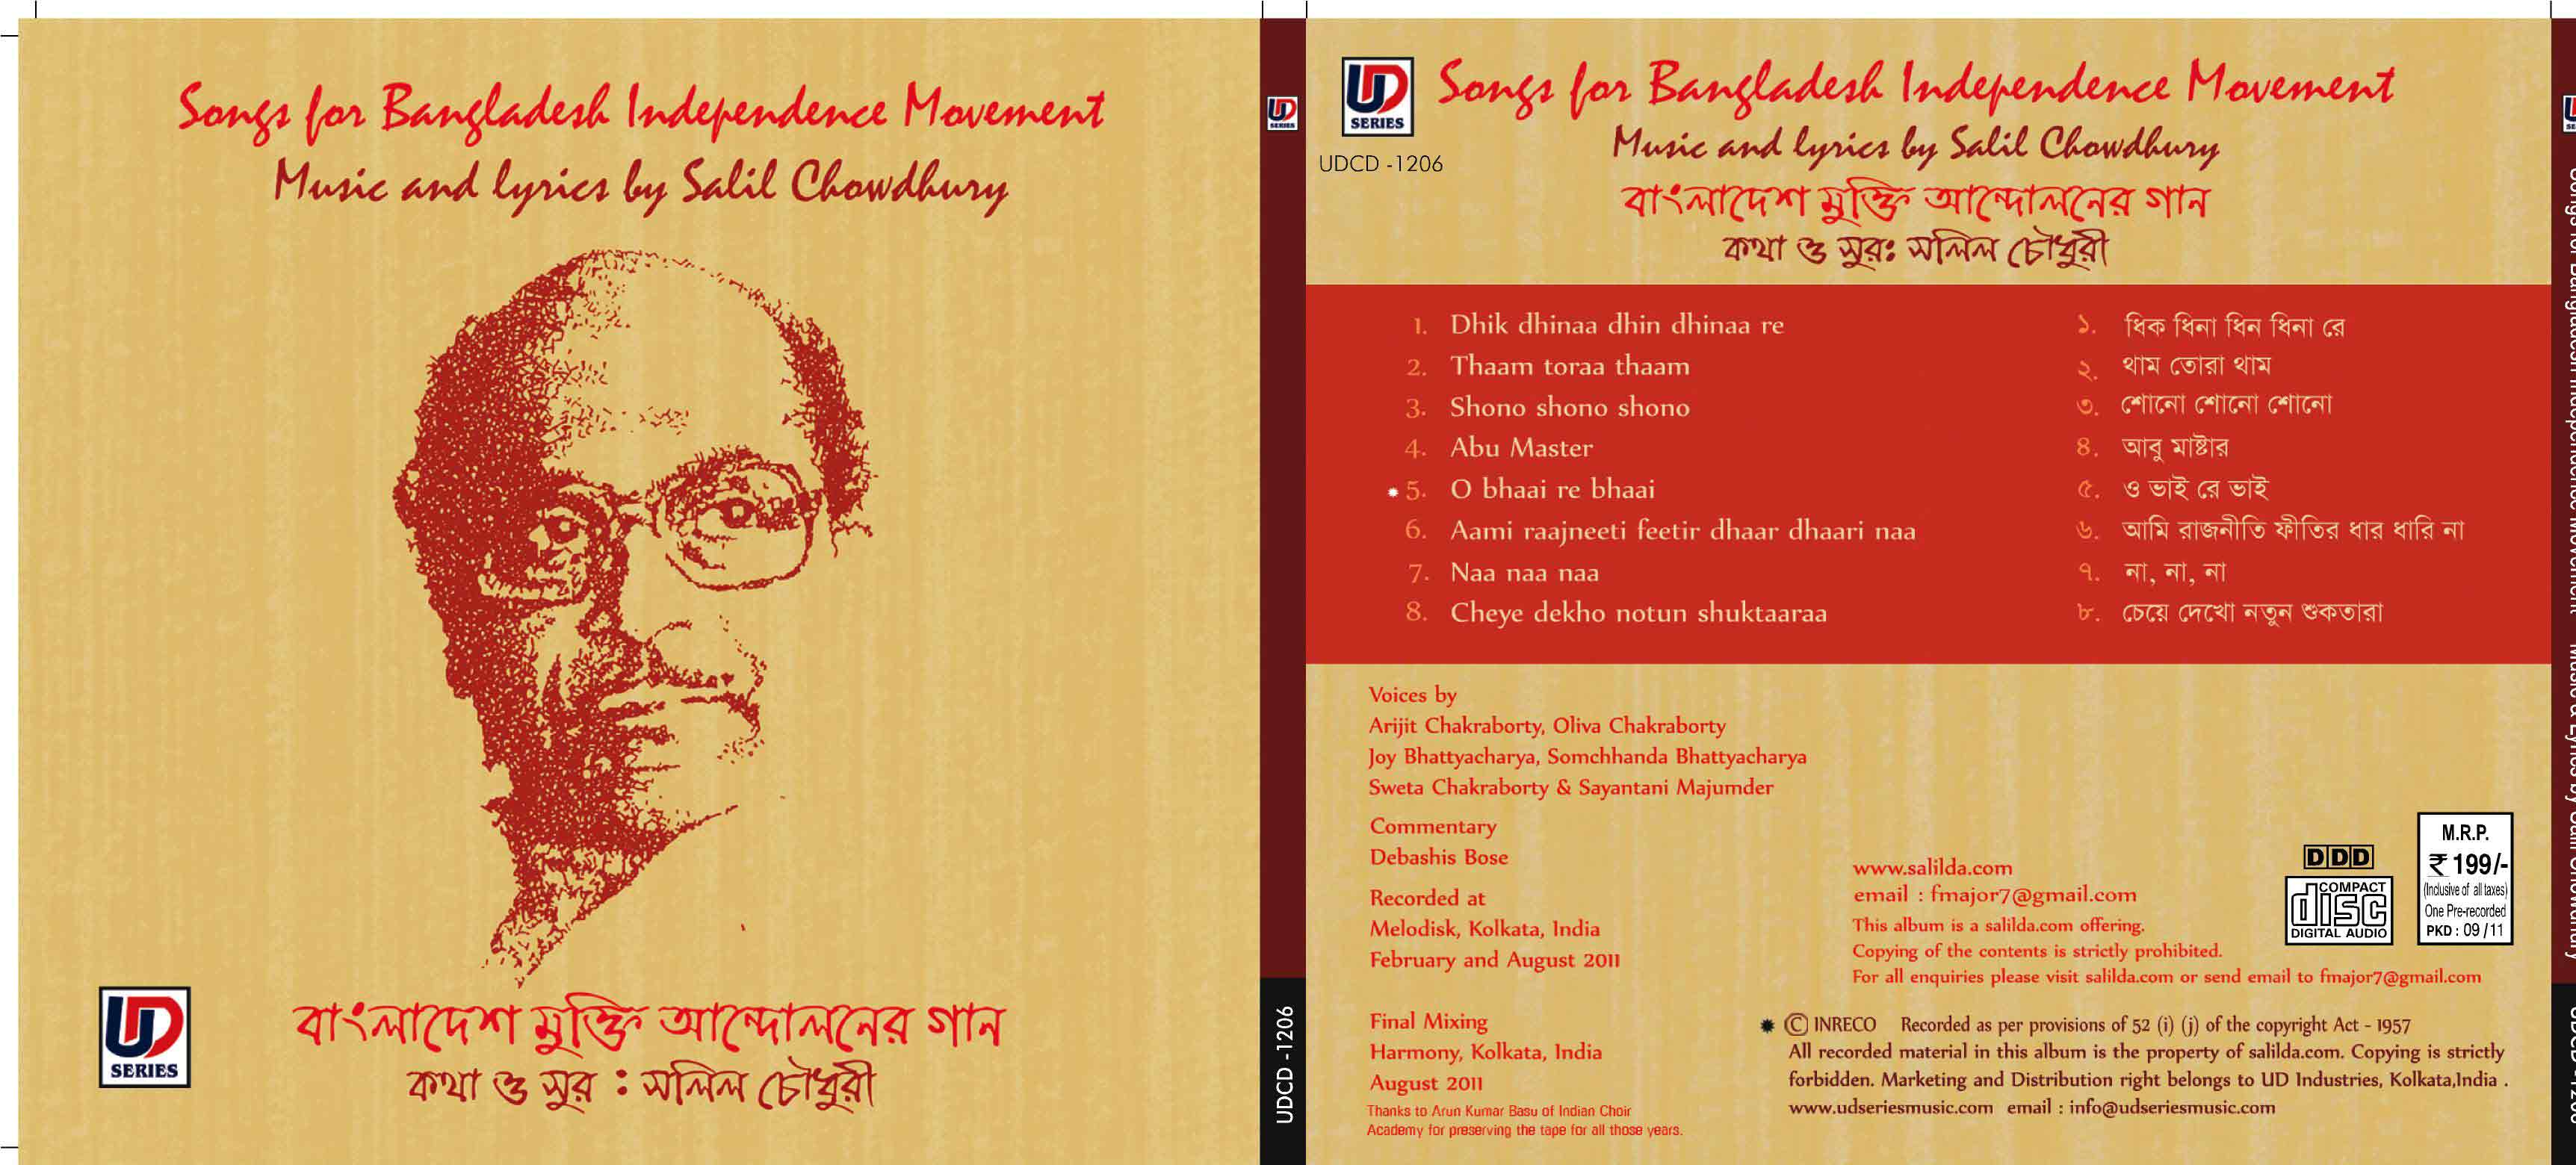 Songs for Bangladesh Independence Movement
Music and lyrics by Salil Chowdhury
UD
SERIES
বাংলাদেশ মুক্তি আন্দোলনের গান
কথা ও সুর : সলিল চৌধুরী
UD
SERIES
UDCD -1206
UD
SERIES
UDCD -1206
Songs for Bangladesh Independence Movement
Music and lyrics by Salil Chowdhury
বাংলাদেশ মুক্তি আন্দোলনের গান
কথা ও সুরঃ সলিল চৌধুরী
1. Dhik dhinaa dhin dhinaa re
2. Thaam toraa thaam
3. Shono shono shono
4. Abu Master
* 5. O bhaai re bhaai
6. Aami raajneeti feetir dhaar dhaari naa
7. Naa naa naa
8. Cheye dekho notun shuktaaraa
১. ধিক ধিনা ধিন ধিনা রে
২. থাম তোরা থাম
৩. শোনো শোনো শোনো
৪. আবু মাষ্টার
৫. ও ভাই রে ভাই
৬. আমি রাজনীতি ফীতির ধার ধারি না
৭. না, না, না
৮. চেয়ে দেখো নতুন শুকতারা
Voices by
Arijit Chakraborty, Oliva Chakraborty
Joy Bhattyacharya, Somchhanda Bhattyacharya
Sweta Chakraborty & Sayantani Majumder
Commentary
Debashis Bose
Recorded at
Melodisk, Kolkata, India
February and August 2011
Final Mixing
Harmony, Kolkata, India
August 2011
Thanks to Arun Kumar Basu of Indian Choir
Academy for preserving the tape for all those years.
www.salilda.com
email : fmajor7@gmail.com
This album is a salilda.com offering.
Copying of the contents is strictly prohibited.
For all enquiries please visit salilda.com or send email to fmajor7@gmail.com
DDD
COMPACT
disc
DIGITAL AUDIO
M.R.P.
₹ 199/-
(Inclusive of all taxes)
One Pre-recorded
PKD : 09 /11
* © INRECO Recorded as per provisions of 52 (i) (j) of the copyright Act - 1957
All recorded material in this album is the property of salilda.com. Copying is strictly
forbidden. Marketing and Distribution right belongs to UD Industries, Kolkata,India .
www.udseriesmusic.com email : info@udseriesmusic.com